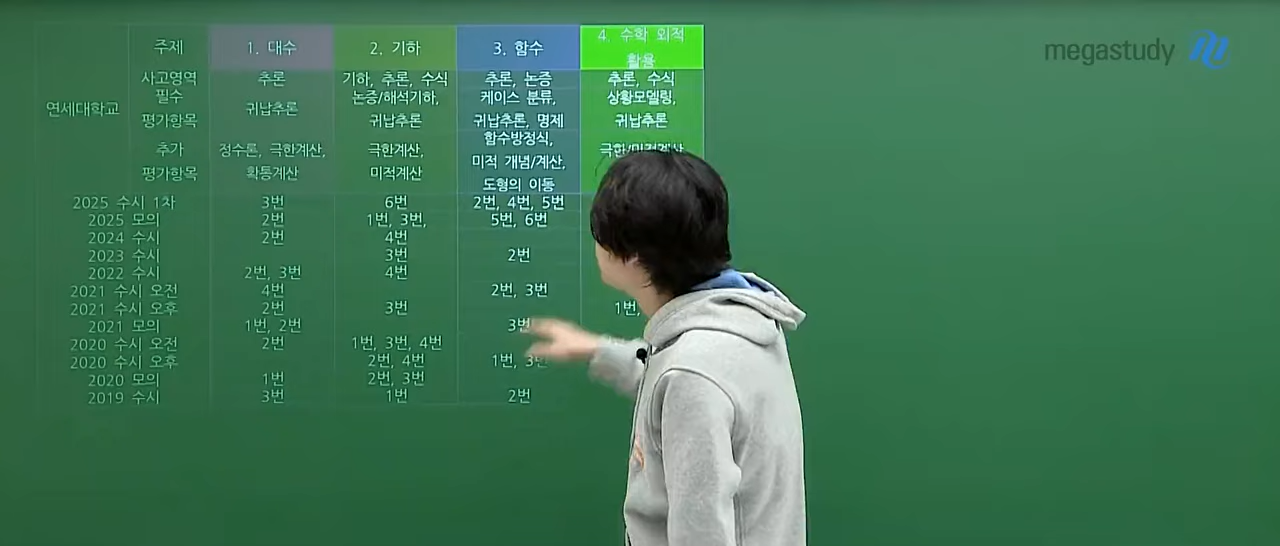 megastudy
주제 1. 대수 2. 기하 3. 함수 4. 수학 외적 활용
연세대학교
사고영역 추론 기하, 추론, 수식 추론, 논증 추론, 수식
필수 평가항목 귀납추론 논증/해석기하, 귀납추론 케이스 분류, 귀납추론, 명제 상황모델링, 귀납추론
추가 평가항목 정수론, 극한계산, 확통계산 극한계산, 미적계산 함수방정식, 미적 개념/계산, 도형의 이동 극한/미적계산
2025 수시 1차 3번 6번 2번, 4번, 5번
2025 모의 2번 1번, 3번, 5번, 6번
2024 수시 2번 4번
2023 수시 3번 2번
2022 수시 2번, 3번 4번
2021 수시 오전 4번 2번, 3번
2021 수시 오후 2번 3번 1번,
2021 모의 1번, 2번 3번
2020 수시 오전 2번 1번, 3번, 4번
2020 수시 오후 2번, 4번 1번, 3번
2020 모의 1번 2번, 3번
2019 수시 3번 1번 2번